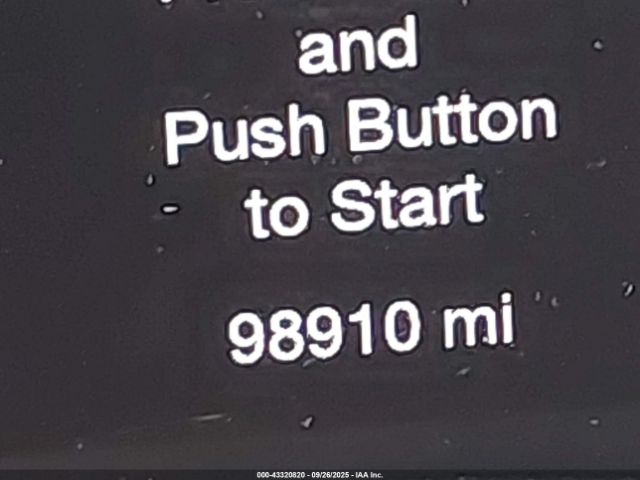 and
Push Button
to Start
98910 mi
000-43320820 - 09/26/2025 - IAA Inc.